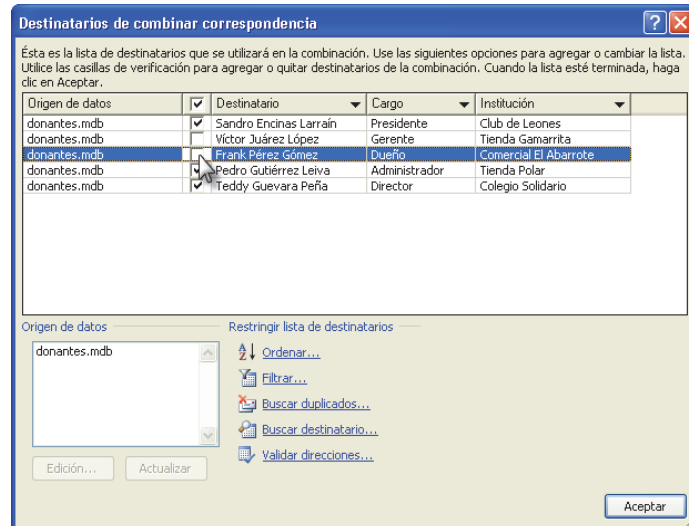 Destinatarios de combinar correspondencia
Ésta es la lista de destinatarios que se utilizará en la combinación. Use las siguientes opciones para agregar o cambiar la lista.
Utilice las casillas de verificación para agregar o quitar destinatarios de la combinación. Cuando la lista esté terminada, haga
clic en Aceptar.
Origen de datos Destinatario Cargo Institución
donantes.mdb Sandro Encinas Larraín Presidente Club de Leones
donantes.mdb Víctor Juárez López Gerente Tienda Gamarrita
donantes.mdb Frank Pérez Gómez Dueño Comercial El Abarrote
donantes.mdb Pedro Gutiérrez Leiva Administrador Tienda Polar
donantes.mdb Teddy Guevara Peña Director Colegio Solidario
Origen de datos Restringir lista de destinatarios
donantes.mdb
Ordenar...
Filtrar...
Buscar duplicados...
Buscar destinatario...
Validar direcciones...
Edición... Actualizar
Aceptar